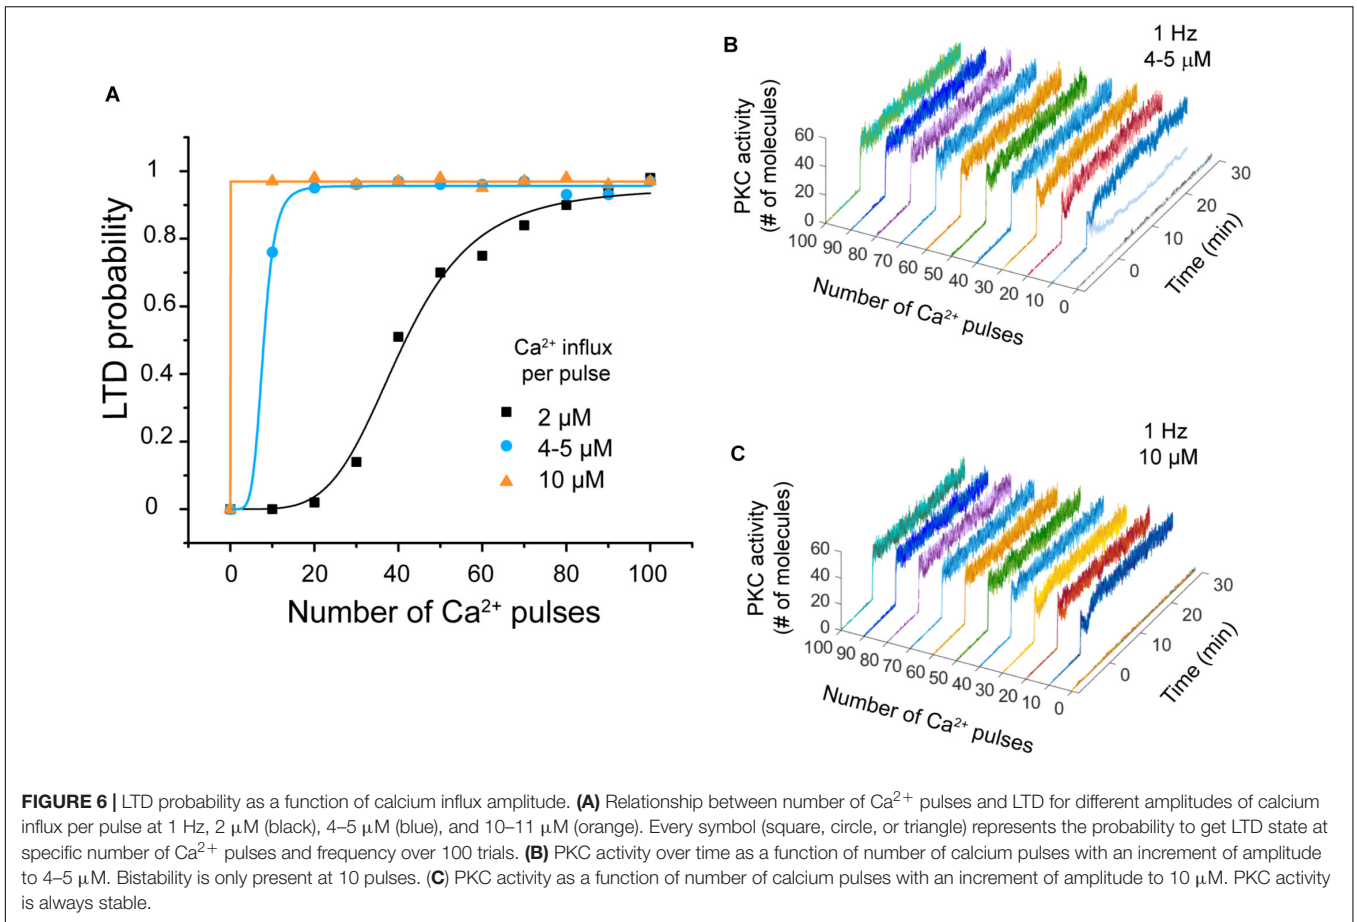 A
LTD probability
1
0.8
0.6
0.4
0.2
0
0 20 40 60 80 100
Number of Ca²⁺ pulses
Ca²⁺ influx
per pulse
2 µM
4-5 µM
10 µM
B
1 Hz
4-5 µM
PKC activity
(# of molecules)
60
40
20
0
100 90 80 70 60 50 40 30 20 10 0
Number of Ca²⁺ pulses
0 10 20 30
Time (min)
C
1 Hz
10 µM
PKC activity
(# of molecules)
60
40
20
0
100 90 80 70 60 50 40 30 20 10 0
Number of Ca²⁺ pulses
0 10 20 30
Time (min)
FIGURE 6 | LTD probability as a function of calcium influx amplitude. (A) Relationship between number of Ca²⁺ pulses and LTD for different amplitudes of calcium
influx per pulse at 1 Hz, 2 µM (black), 4–5 µM (blue), and 10–11 µM (orange). Every symbol (square, circle, or triangle) represents the probability to get LTD state at
specific number of Ca²⁺ pulses and frequency over 100 trials. (B) PKC activity over time as a function of number of calcium pulses with an increment of amplitude
to 4–5 µM. Bistability is only present at 10 pulses. (C) PKC activity as a function of number of calcium pulses with an increment of amplitude to 10 µM. PKC activity
is always stable.